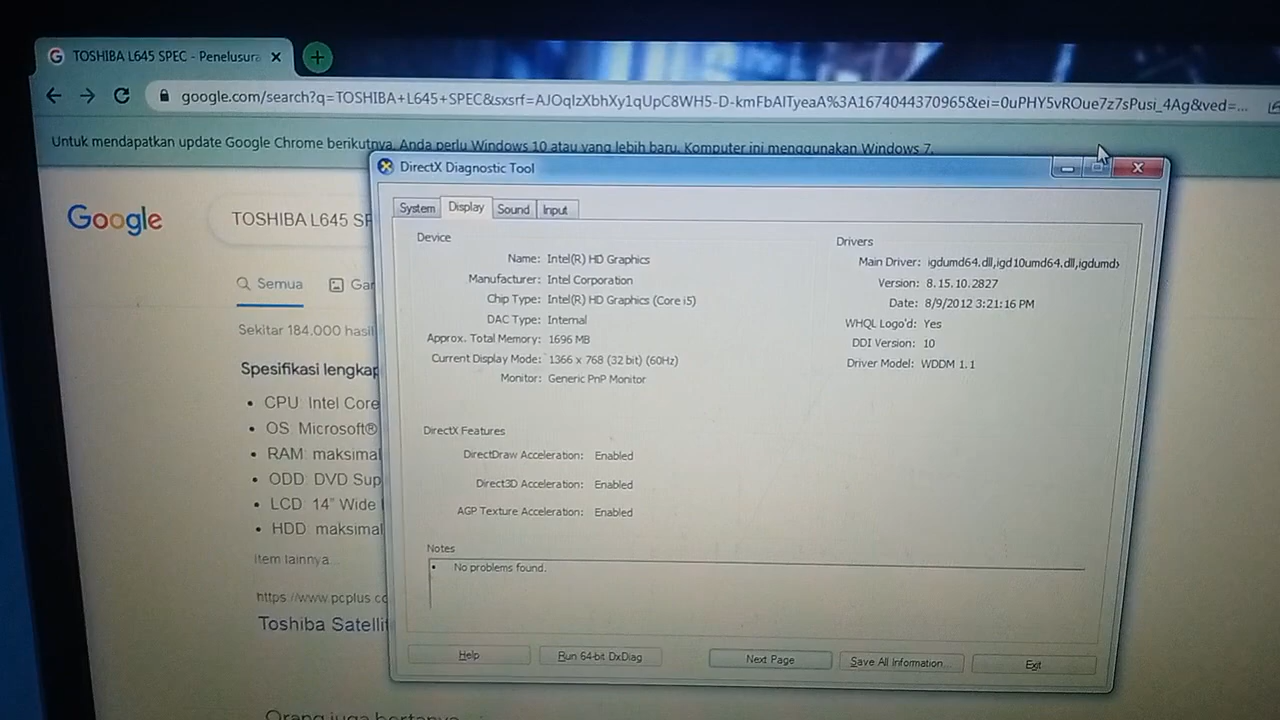 TOSHIBA L645 SPEC - Penelusura
google.com/search?q=TOSHIBA+L645+SPEC&sxsrf=
Untuk mendapatkan update Google Chrome berikutnya, Anda perlu Windows 10 atau yang lebih baru. Komputer ini menggunakan Windows 7.
DirectX Diagnostic Tool
Google
TOSHIBA L645 SP
System Display Sound Input
Device
Name: Intel(R) HD Graphics
Manufacturer: Intel Corporation
Chip Type: Intel(R) HD Graphics (Core i5)
DAC Type: Internal
Approx. Total Memory: 1696 MB
Current Display Mode: 1366 x 768 (32 bit) (60Hz)
Monitor: Generic PnP Monitor
Drivers
Main Driver: igdumd64.dll,igd10umd64.dll,igdumdx
Version: 8.15.10.2827
Date: 8/9/2012 3:21:16 PM
WHQL Logo'd: Yes
DDI Version: 10
Driver Model: WDDM 1.1
DirectX Features
DirectDraw Acceleration: Enabled
Direct3D Acceleration: Enabled
AGP Texture Acceleration: Enabled
Notes
• No problems found.
Help Run 64-bit DxDiag Next Page Save All Information... Exit
Semua Ga
Sekitar 184.000 hasil
Spesifikasi lengkap
• CPU: Intel Core
• OS: Microsoft®
• RAM: maksimal
• ODD: DVD Sup
• LCD: 14" Wide
• HDD: maksimal
Item lainnya...
https://www.pcplus.co
Toshiba Satellit
Orang juga bertanya